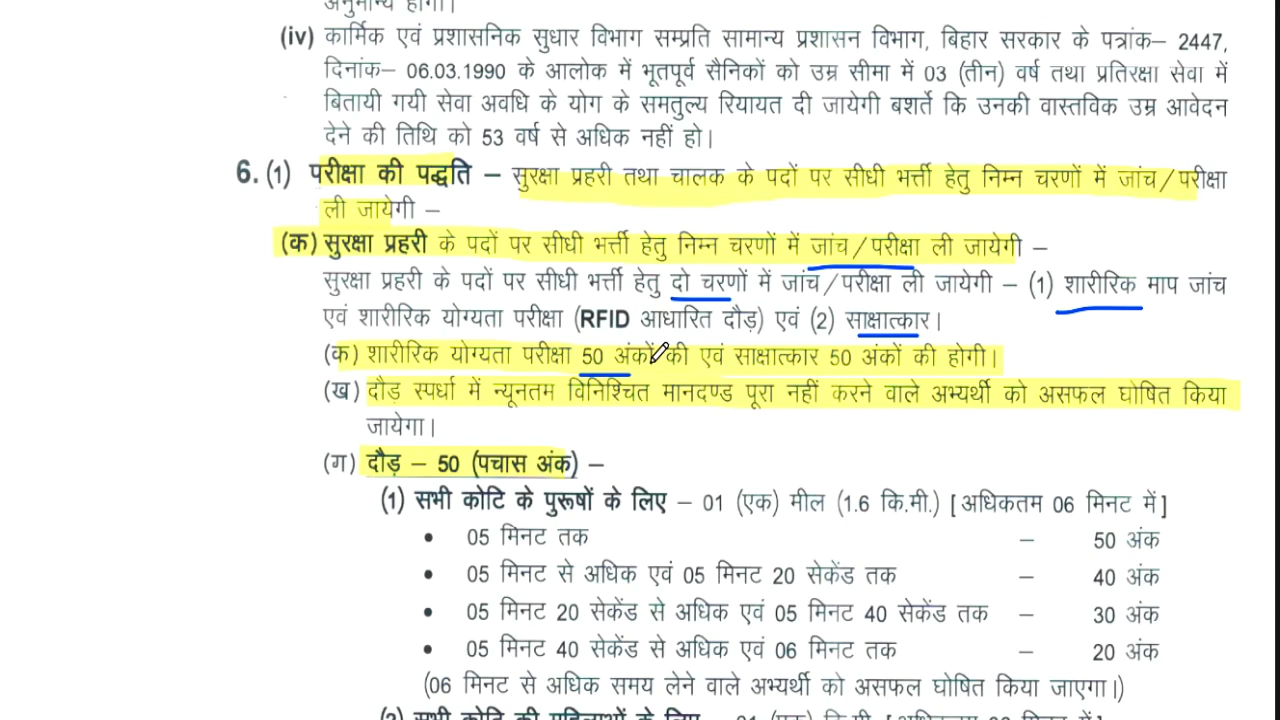 अनुमान्य होगी।
(iv) कार्मिक एवं प्रशासनिक सुधार विभाग सम्प्रति सामान्य प्रशासन विभाग, बिहार सरकार के पत्रांक– 2447,
दिनांक– 06.03.1990 के आलोक में भूतपूर्व सैनिकों को उम्र सीमा में 03 (तीन) वर्ष तथा प्रतिरक्षा सेवा में
बितायी गयी सेवा अवधि के योग के समतुल्य रियायत दी जायेगी बशर्ते कि उनकी वास्तविक उम्र आवेदन
देने की तिथि को 53 वर्ष से अधिक नहीं हो।
6. (1) परीक्षा की पद्धति – सुरक्षा प्रहरी तथा चालक के पदों पर सीधी भर्त्ती हेतु निम्न चरणों में जांच/परीक्षा
ली जायेगी –
(क) सुरक्षा प्रहरी के पदों पर सीधी भर्त्ती हेतु निम्न चरणों में जांच/परीक्षा ली जायेगी –
सुरक्षा प्रहरी के पदों पर सीधी भर्त्ती हेतु दो चरणों में जांच/परीक्षा ली जायेगी – (1) शारीरिक माप जांच
एवं शारीरिक योग्यता परीक्षा (RFID आधारित दौड़) एवं (2) साक्षात्कार।
(क) शारीरिक योग्यता परीक्षा 50 अंकों की एवं साक्षात्कार 50 अंकों की होगी।
(ख) दौड़ स्पर्धा में न्यूनतम विनिश्चित मानदण्ड पूरा नहीं करने वाले अभ्यर्थी को असफल घोषित किया
जायेगा।
(ग) दौड़ – 50 (पचास अंक) –
(1) सभी कोटि के पुरूषों के लिए – 01 (एक) मील (1.6 कि.मी.) [अधिकतम 06 मिनट में]
• 05 मिनट तक – 50 अंक
• 05 मिनट से अधिक एवं 05 मिनट 20 सेकेंड तक – 40 अंक
• 05 मिनट 20 सेकेंड से अधिक एवं 05 मिनट 40 सेकेंड तक – 30 अंक
• 05 मिनट 40 सेकेंड से अधिक एवं 06 मिनट तक – 20 अंक
(06 मिनट से अधिक समय लेने वाले अभ्यर्थी को असफल घोषित किया जाएगा।)